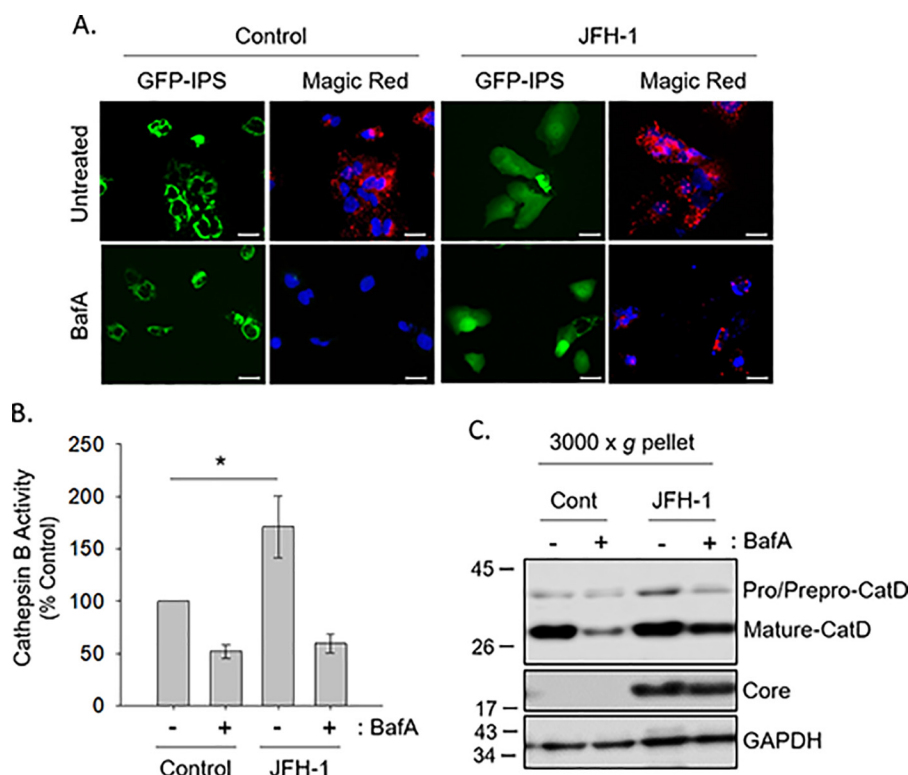 A.
Control JFH-1
GFP-IPS Magic Red GFP-IPS Magic Red
Untreated
BafA
B.
Cathepsin B Activity
(% Control)
250
200
150
100
50
0
*
- + - + : BafA
Control JFH-1
C.
3000 x g pellet
Cont JFH-1
- + - + : BafA
45
Pro/Prepro-CatD
Mature-CatD
26
Core
17
43
GAPDH
34